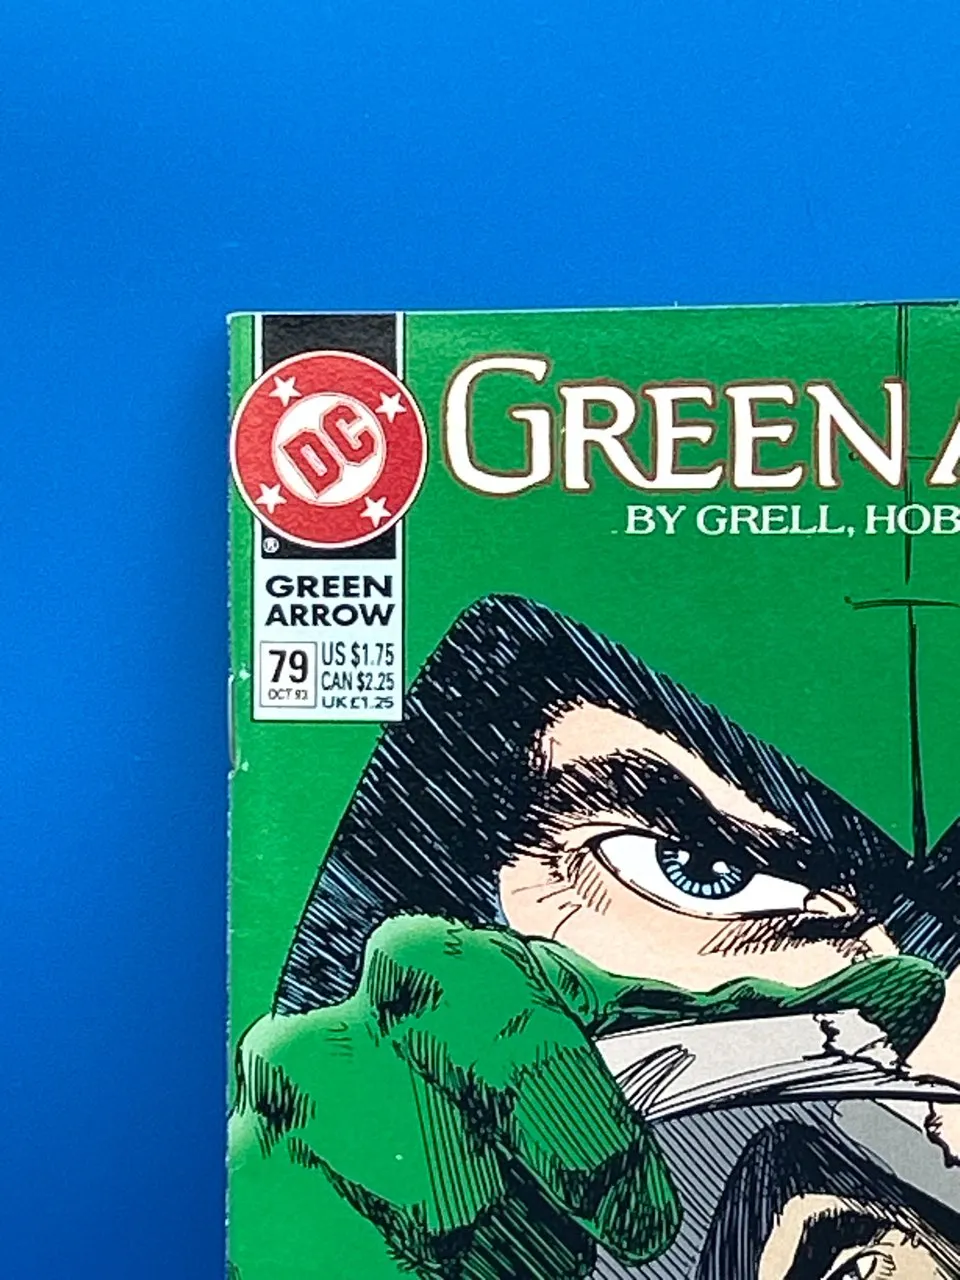 DC
®
GREEN
BY GRELL, HOB
GREEN
ARROW
79
OCT 93
US $1.75
CAN $2.25
UK £1.25